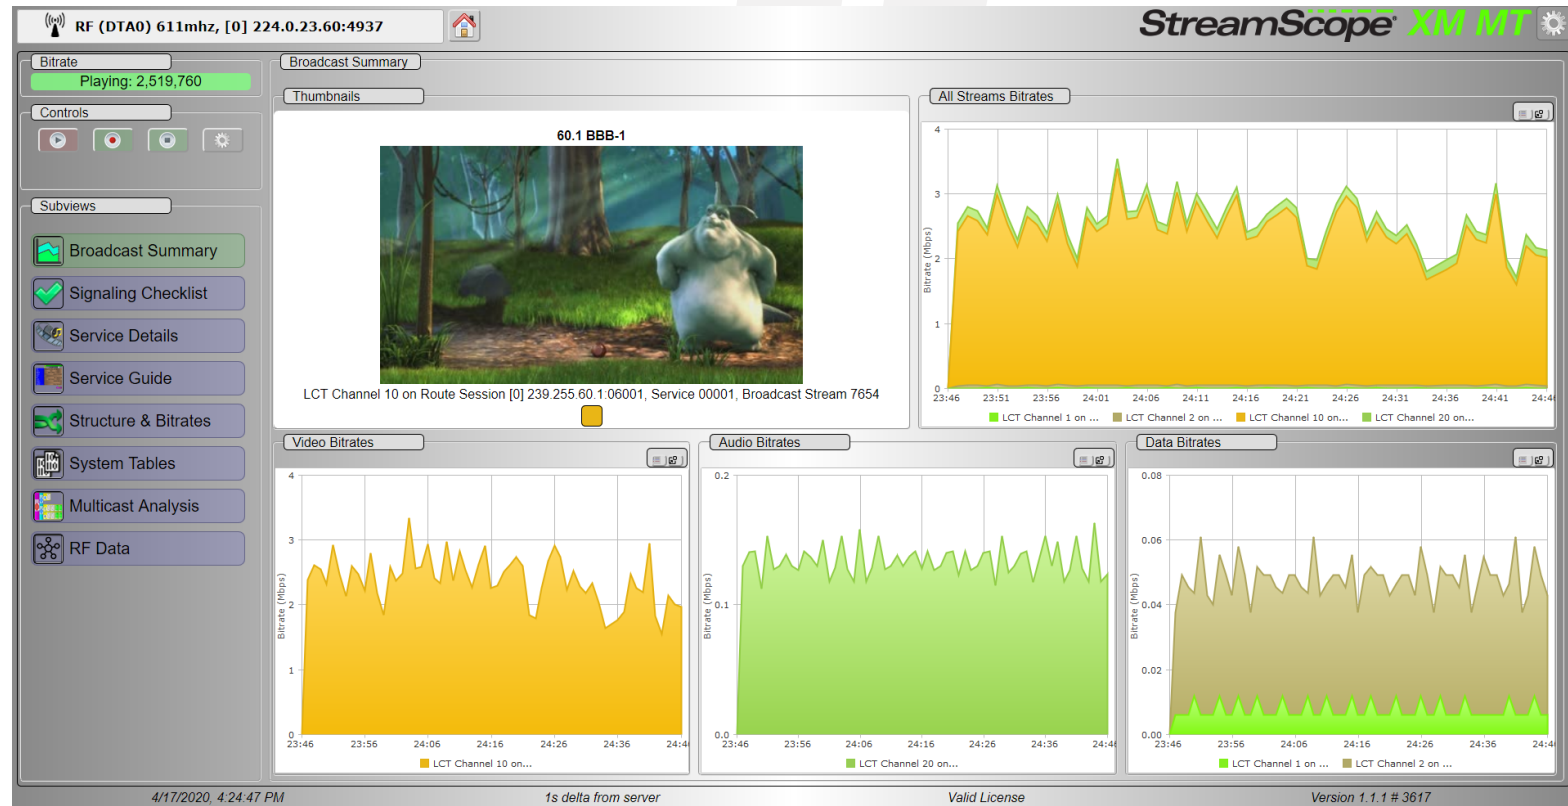 RF (DTA0) 611mhz, [0] 224.0.23.60:4937
StreamScope® XM MT
Bitrate
Playing: 2,519,760
Controls
Subviews
Broadcast Summary
Signaling Checklist
Service Details
Service Guide
Structure & Bitrates
System Tables
Multicast Analysis
RF Data
Broadcast Summary
Thumbnails
60.1 BBB-1
LCT Channel 10 on Route Session [0] 239.255.60.1:06001, Service 00001, Broadcast Stream 7654
All Streams Bitrates
Bitrate (Mbps)
4
3
2
1
0
23:46 23:51 23:56 24:01 24:06 24:11 24:16 24:21 24:26 24:31 24:36 24:41 24:46
LCT Channel 1 on ... LCT Channel 2 on ... LCT Channel 10 on... LCT Channel 20 on...
Video Bitrates
Bitrate (Mbps)
4
3
2
1
0
23:46 23:56 24:06 24:16 24:26 24:36 24:46
LCT Channel 10 on...
Audio Bitrates
Bitrate (Mbps)
0.2
0.1
0.0
23:46 23:56 24:06 24:16 24:26 24:36 24:46
LCT Channel 20 on...
Data Bitrates
Bitrate (Mbps)
0.08
0.06
0.04
0.02
0.00
23:46 23:56 24:06 24:16 24:26 24:36 24:46
LCT Channel 1 on ... LCT Channel 2 on ...
4/17/2020, 4:24:47 PM 1s delta from server Valid License Version 1.1.1 # 3617